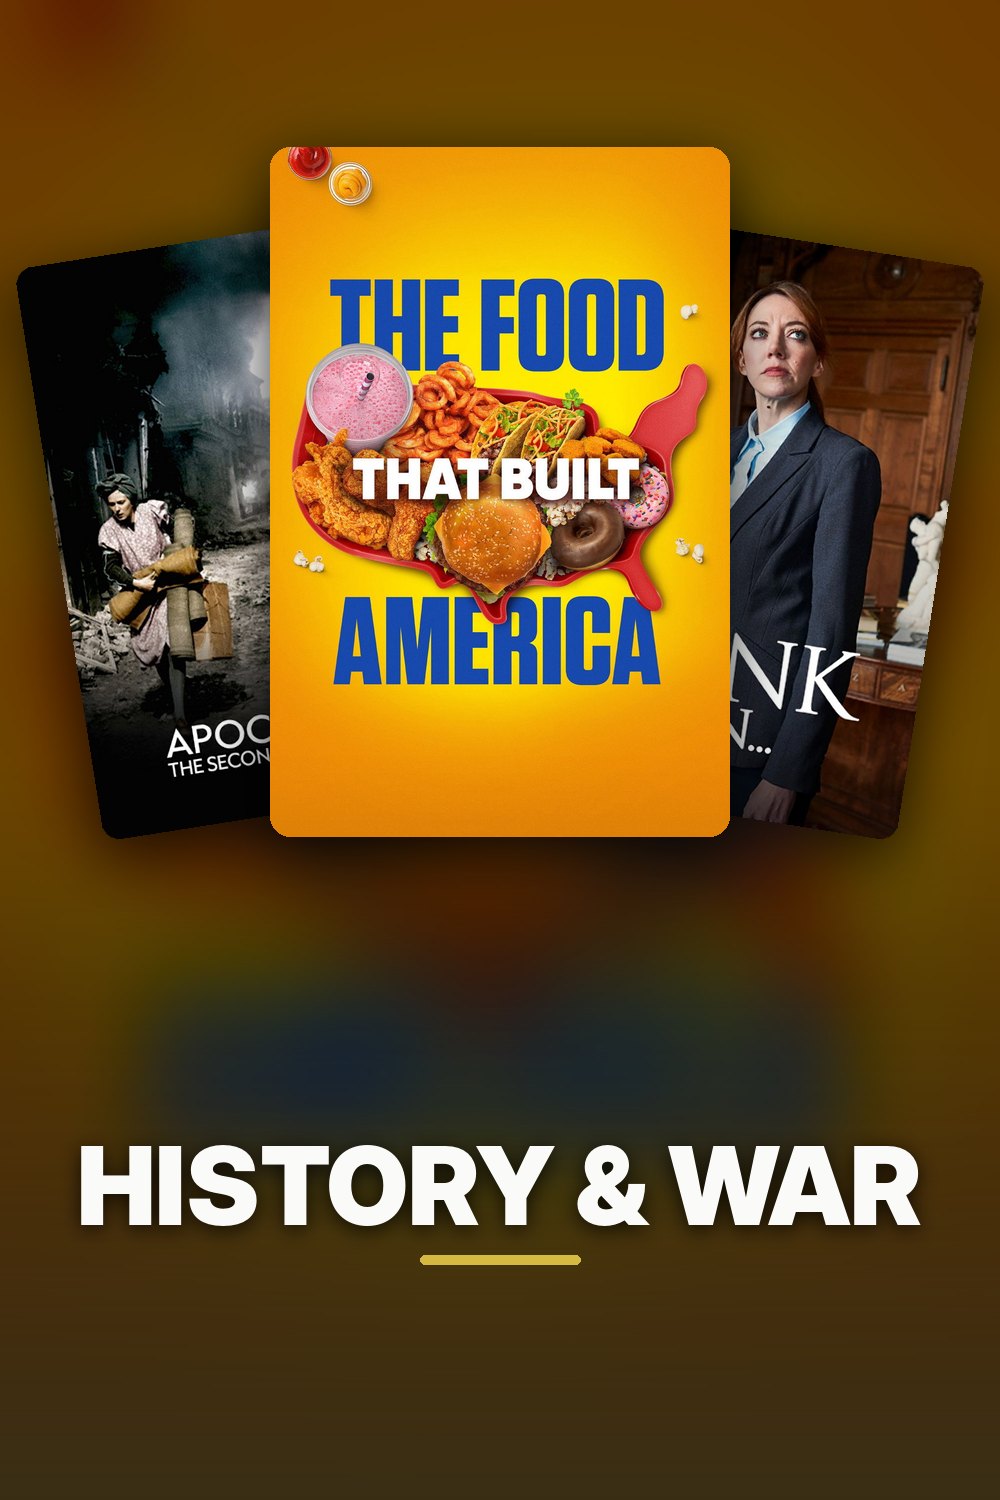 THE FOOD
THAT BUILT
AMERICA
APOC
THE SECON
NK
N...
HISTORY & WAR